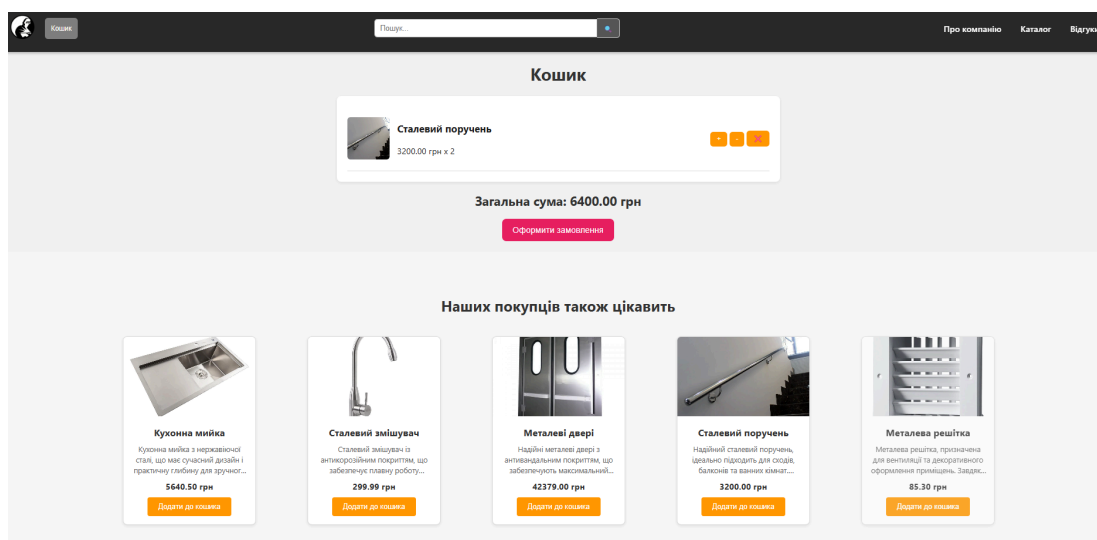 Кошик
Пошук...
Про компанію
Каталог
Відгуки
Кошик
Сталевий поручень
3200.00 грн x 2
+
-
Загальна сума: 6400.00 грн
Оформити замовлення
Наших покупців також цікавить
Кухонна мийка
Кухонна мийка з нержавіючої
сталі, що має сучасний дизайн і
практичну глибину для зручног...
5640.50 грн
Додати до кошика
Сталевий змішувач
Сталевий змішувач із
антикорозійним покриттям, що
забезпечує плавну роботу...
299.99 грн
Додати до кошика
Металеві двері
Надійні металеві двері з
антивандальним покриттям, що
забезпечують максимальний...
42379.00 грн
Додати до кошика
Сталевий поручень
Надійний сталевий поручень,
ідеально підходить для сходів,
балконів та ванних кімнат....
3200.00 грн
Додати до кошика
Металева решітка
Металева решітка, призначена
для вентиляції та декоративного
оформлення приміщень. Завдяк...
85.30 грн
Додати до кошика